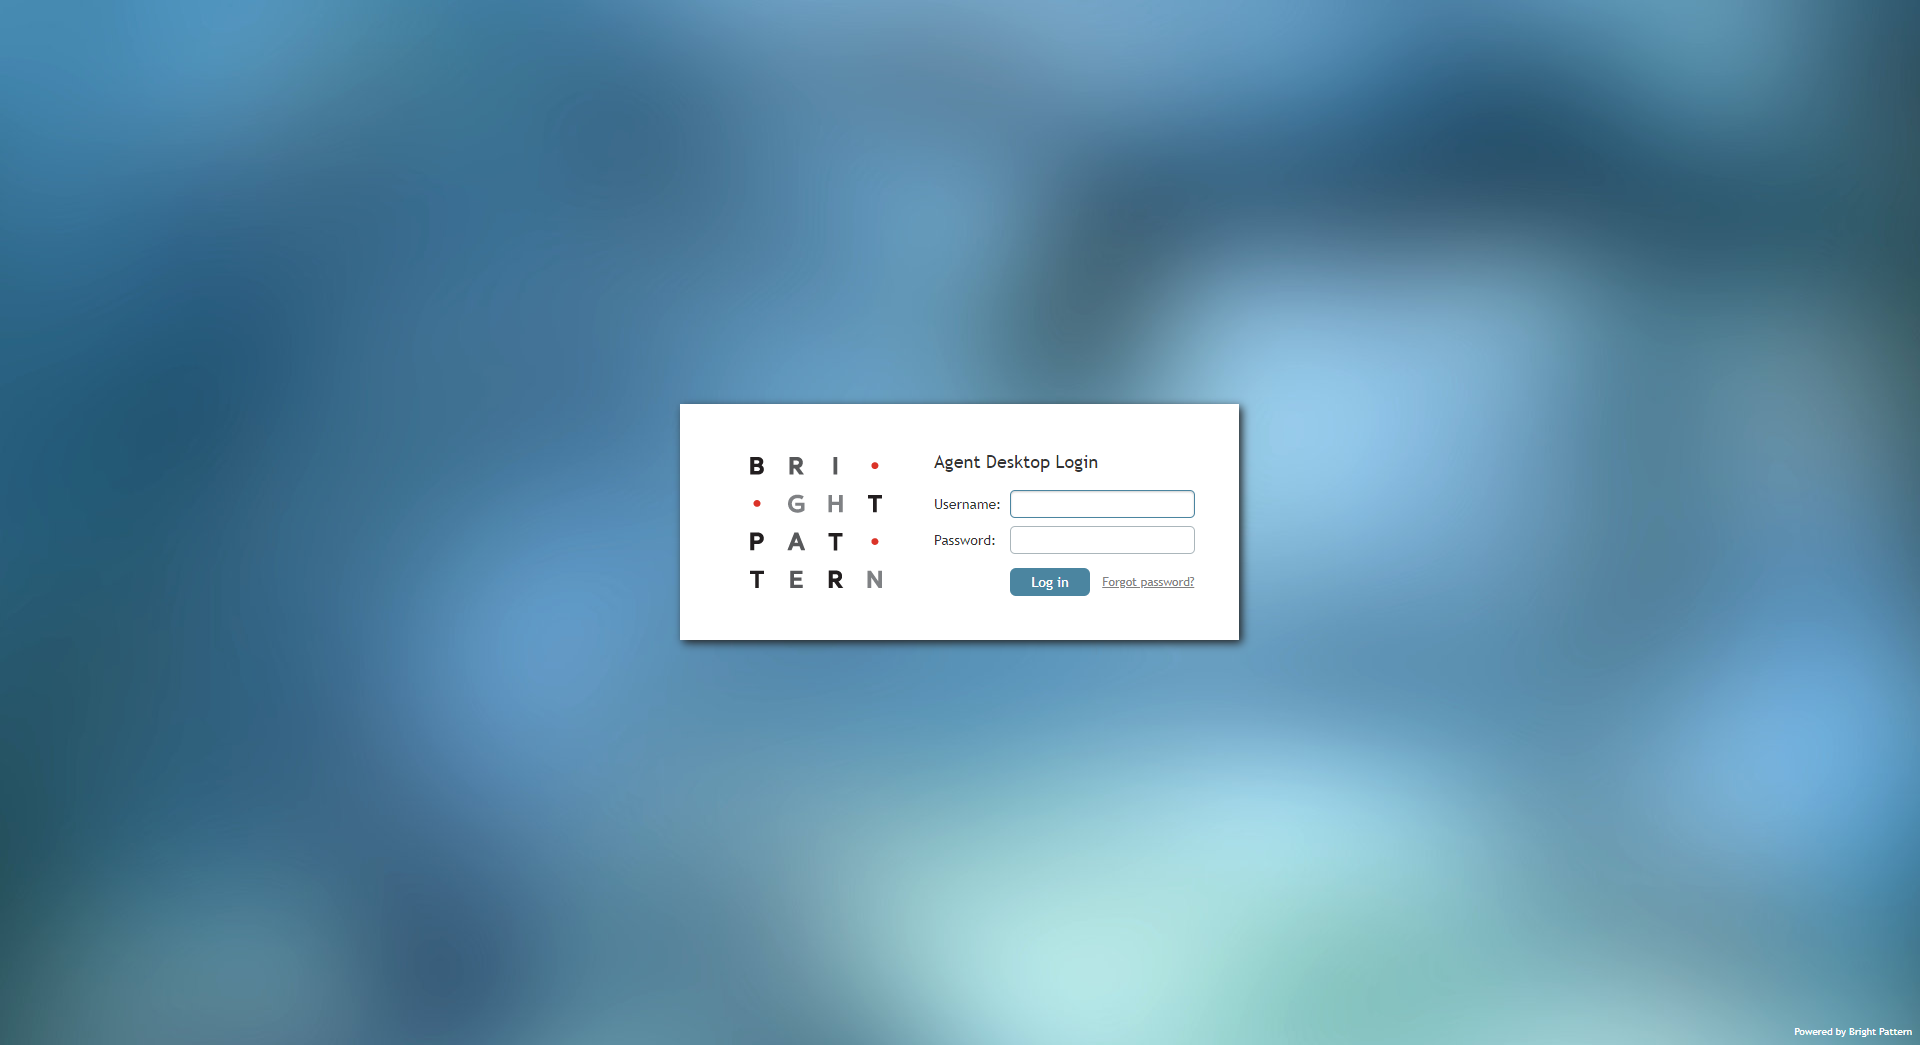 B R I •
• G H T
P A T •
T E R N
Agent Desktop Login
Username:
Password:
Log in Forgot password?
Powered by Bright Pattern